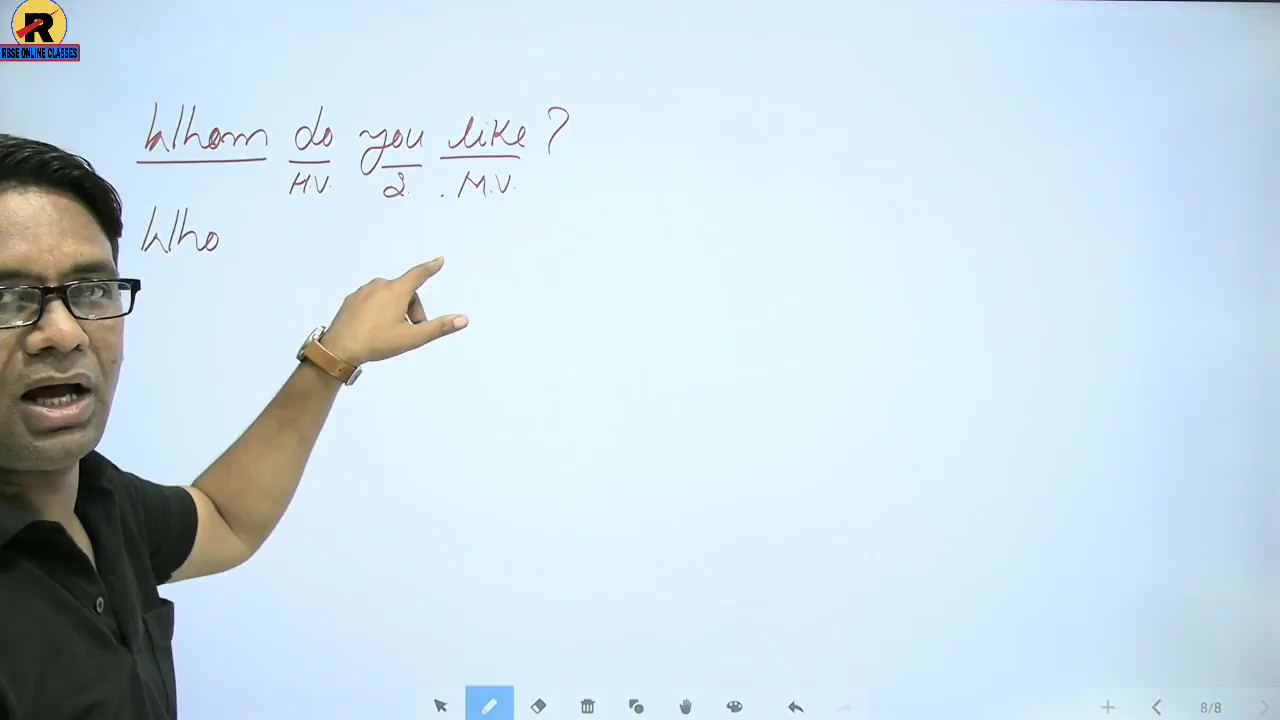 R
RBSE ONLINE CLASSES
Whom do you like?
H.V. 2. . M.V.
Who
8/8